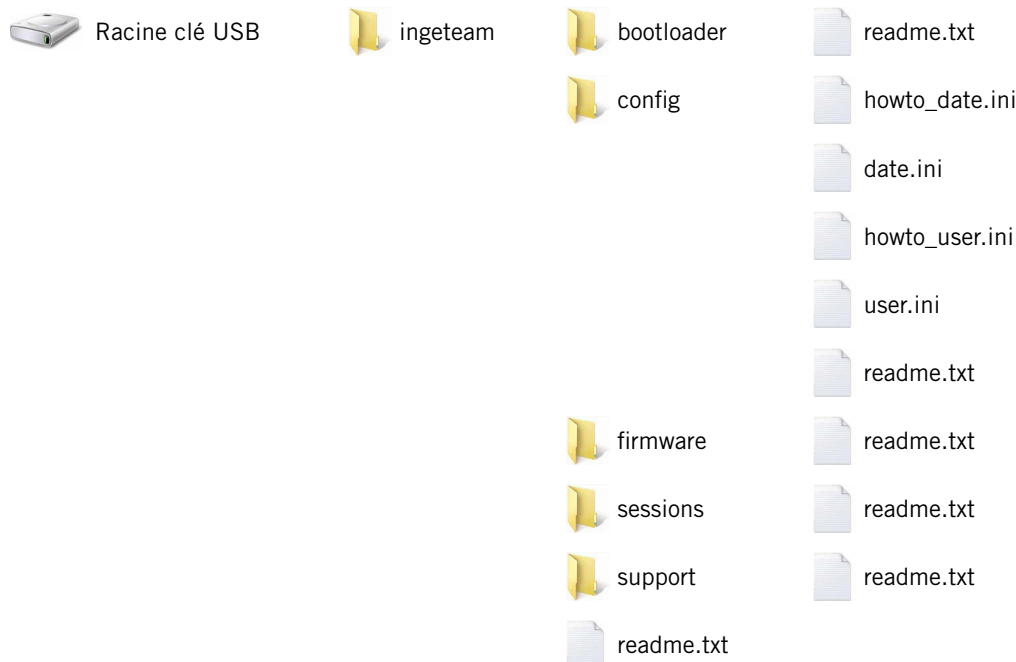 Racine clé USB ingeteam bootloader readme.txt
config howto_date.ini
date.ini
howto_user.ini
user.ini
readme.txt
firmware readme.txt
sessions readme.txt
support readme.txt
readme.txt